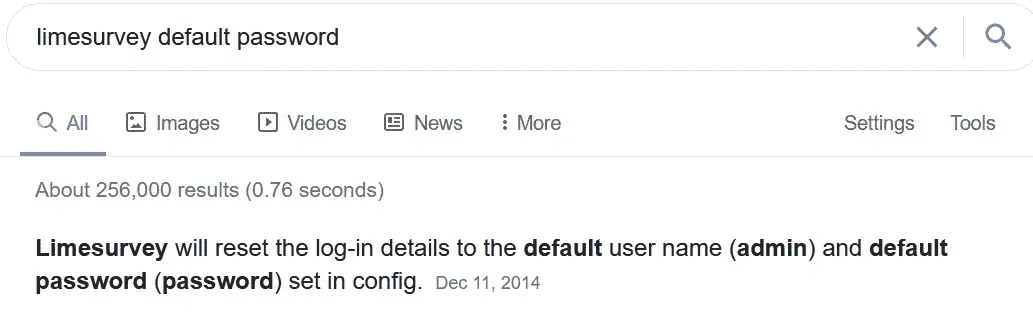 limesurvey default password
All Images Videos News More Settings Tools
About 256,000 results (0.76 seconds)
Limesurvey will reset the log-in details to the default user name (admin) and default
password (password) set in config. Dec 11, 2014